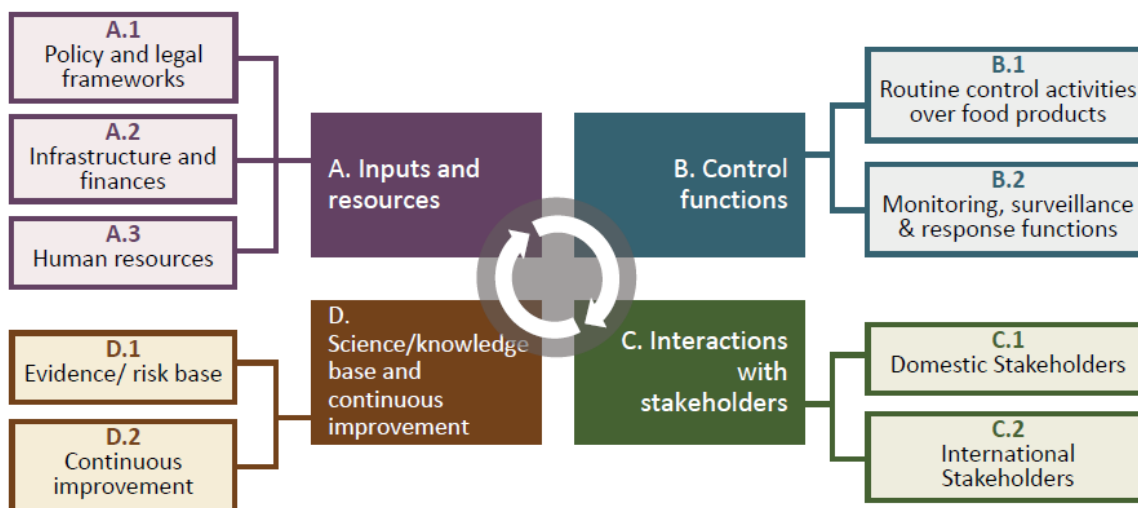 A.1
Policy and legal
frameworks
A.2
Infrastructure and
finances
A.3
Human resources
A. Inputs and
resources
B. Control
functions
B.1
Routine control activities
over food products
B.2
Monitoring, surveillance
& response functions
D.1
Evidence/ risk base
D.2
Continuous
improvement
D.
Science/knowledge
base and
continuous
improvement
C. Interactions
with
stakeholders
C.1
Domestic Stakeholders
C.2
International
Stakeholders